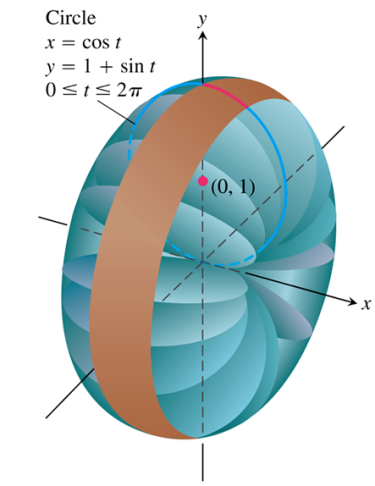 Circle
x = cos t
y = 1 + sin t
0 ≤ t ≤ 2π
y
(0, 1)
x